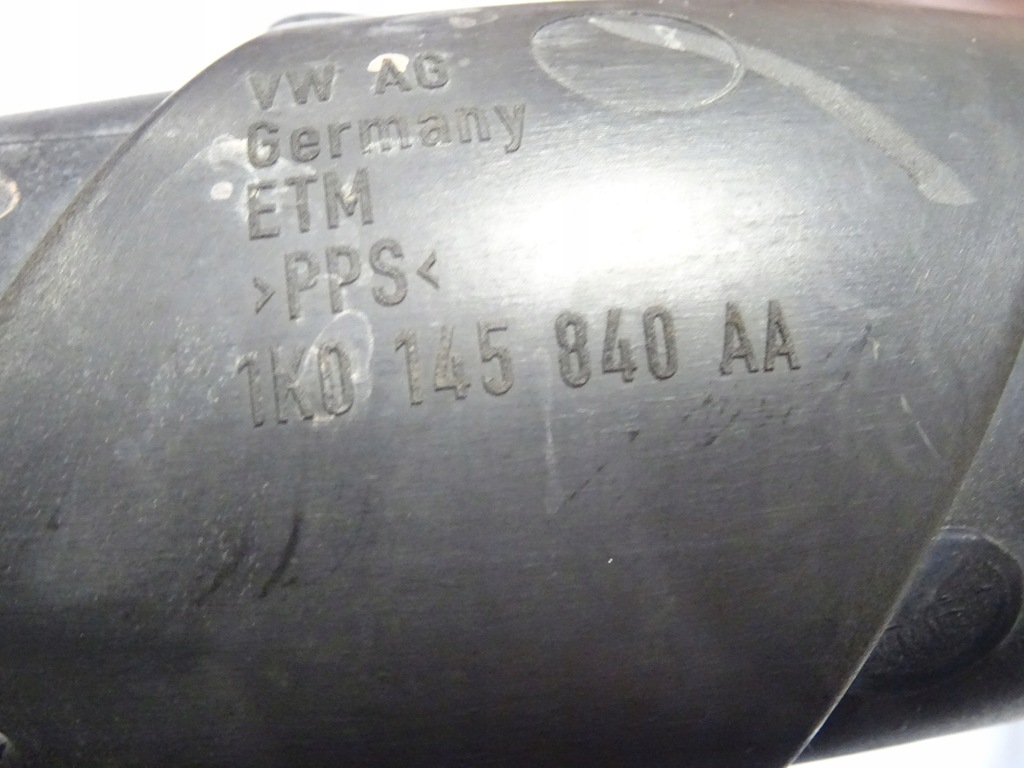 VW AG
Germany
ETM
>PPS<
1K0 145 840 AA